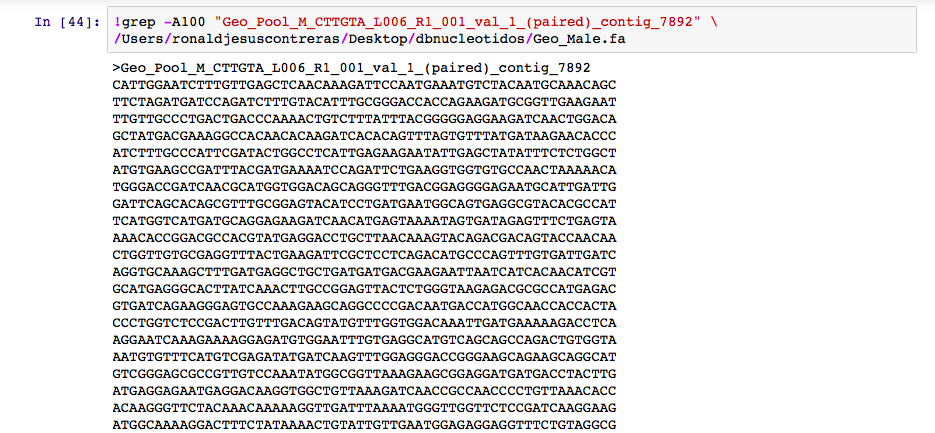 In [44]: !grep -A100 "Geo_Pool_M_CTTGTA_L006_R1_001_val_1_(paired)_contig_7892" \
/Users/ronaldjesuscontreras/Desktop/dbnucleotidos/Geo_Male.fa
>Geo_Pool_M_CTTGTA_L006_R1_001_val_1_(paired)_contig_7892
CATTGGAATCTTTGTTGAGCTCAACAAAGATTCCAATGAAATGTCTACAATGCAAACAGC
TTCTAGATGATCCAGATCTTTGTACATTTGCGGGACCACCAGAAGATGCGGTTGAAGAAT
TTGTTGCCCTGACTGACCCAAAACTGTCTTTATTTACGGGGGAGGAAGATCAACTGGACA
GCTATGACGAAAGGCCACAACACAAGATCACACAGTTTAGTGTTTATGATAAGAACACCC
ATCTTTGCCCATTCGATACTGGCCTCATTGAGAAGAATATTGAGCTATATTTCTCTGGCT
ATGTGAAGCCGATTTACGATGAAAATCCAGATTCTGAAGGTGGTGTGCCAACTAAAAACA
TGGGACCGATCAACGCATGGTGGACAGCAGGGTTTGACGGAGGGGAGAATGCATTGATTG
GATTCAGCACAGCGTTTGCGGAGTACATCCTGATGAATGGCAGTGAGGCGTACACGCCAT
TCATGGTCATGATGCAGGAGAAGATCAACATGAGTAAAATAGTGATAGAGTTTCTGAGTA
AAACACCGGACGCCACGTATGAGGACCTGCTTAACAAAGTACAGACGACAGTACCAACAA
CTGGTTGTGCGAGGTTTACTGAAGATTCGCTCCTCAGACATGCCCAGTTTGTGATTGATC
AGGTGCAAAGCTTTGATGAGGCTGCTGATGATGACGAAGAATTAATCATCACAACATCGT
GCATGAGGGCACTTATCAAACTTGCCGGAGTTACTCTGGGTAAGAGACGCGCCATGAGAC
GTGATCAGAAGGGAGTGCCAAAGAAGCAGGCCCCGACAATGACCATGGCAACCACCACTA
CCCTGGTCTCCGACTTGTTTGACAGTATGTTTGGTGGACAAATTGATGAAAAAGACCTCA
AGGAATCAAAGAAAAGGAGATGTGGAATTTGTGAGGCATGTCAGCAGCCAGACTGTGGTA
AATGTGTTTCATGTCGAGATATGATCAAGTTTGGAGGGACCGGGAAGCAGAAGCAGGCAT
GTCGGGAGCGCCGTTGTCCAAATATGGCGGTTAAAGAAGCGGAGGATGATGACCTACTTG
ATGAGGAGAATGAGGACAAGGTGGCTGTTAAAGATCAACCGCCAACCCCTGTTAAACACC
ACAAGGGTTCTACAAACAAAAAGGTTGATTTAAAATGGGTTGGTTCTCCGATCAAGGAAG
ATGGCAAAAGGACTTTCTATAAAACTGTATTGTTGAATGGAGAGGAGGTTTCTGTAGGCG